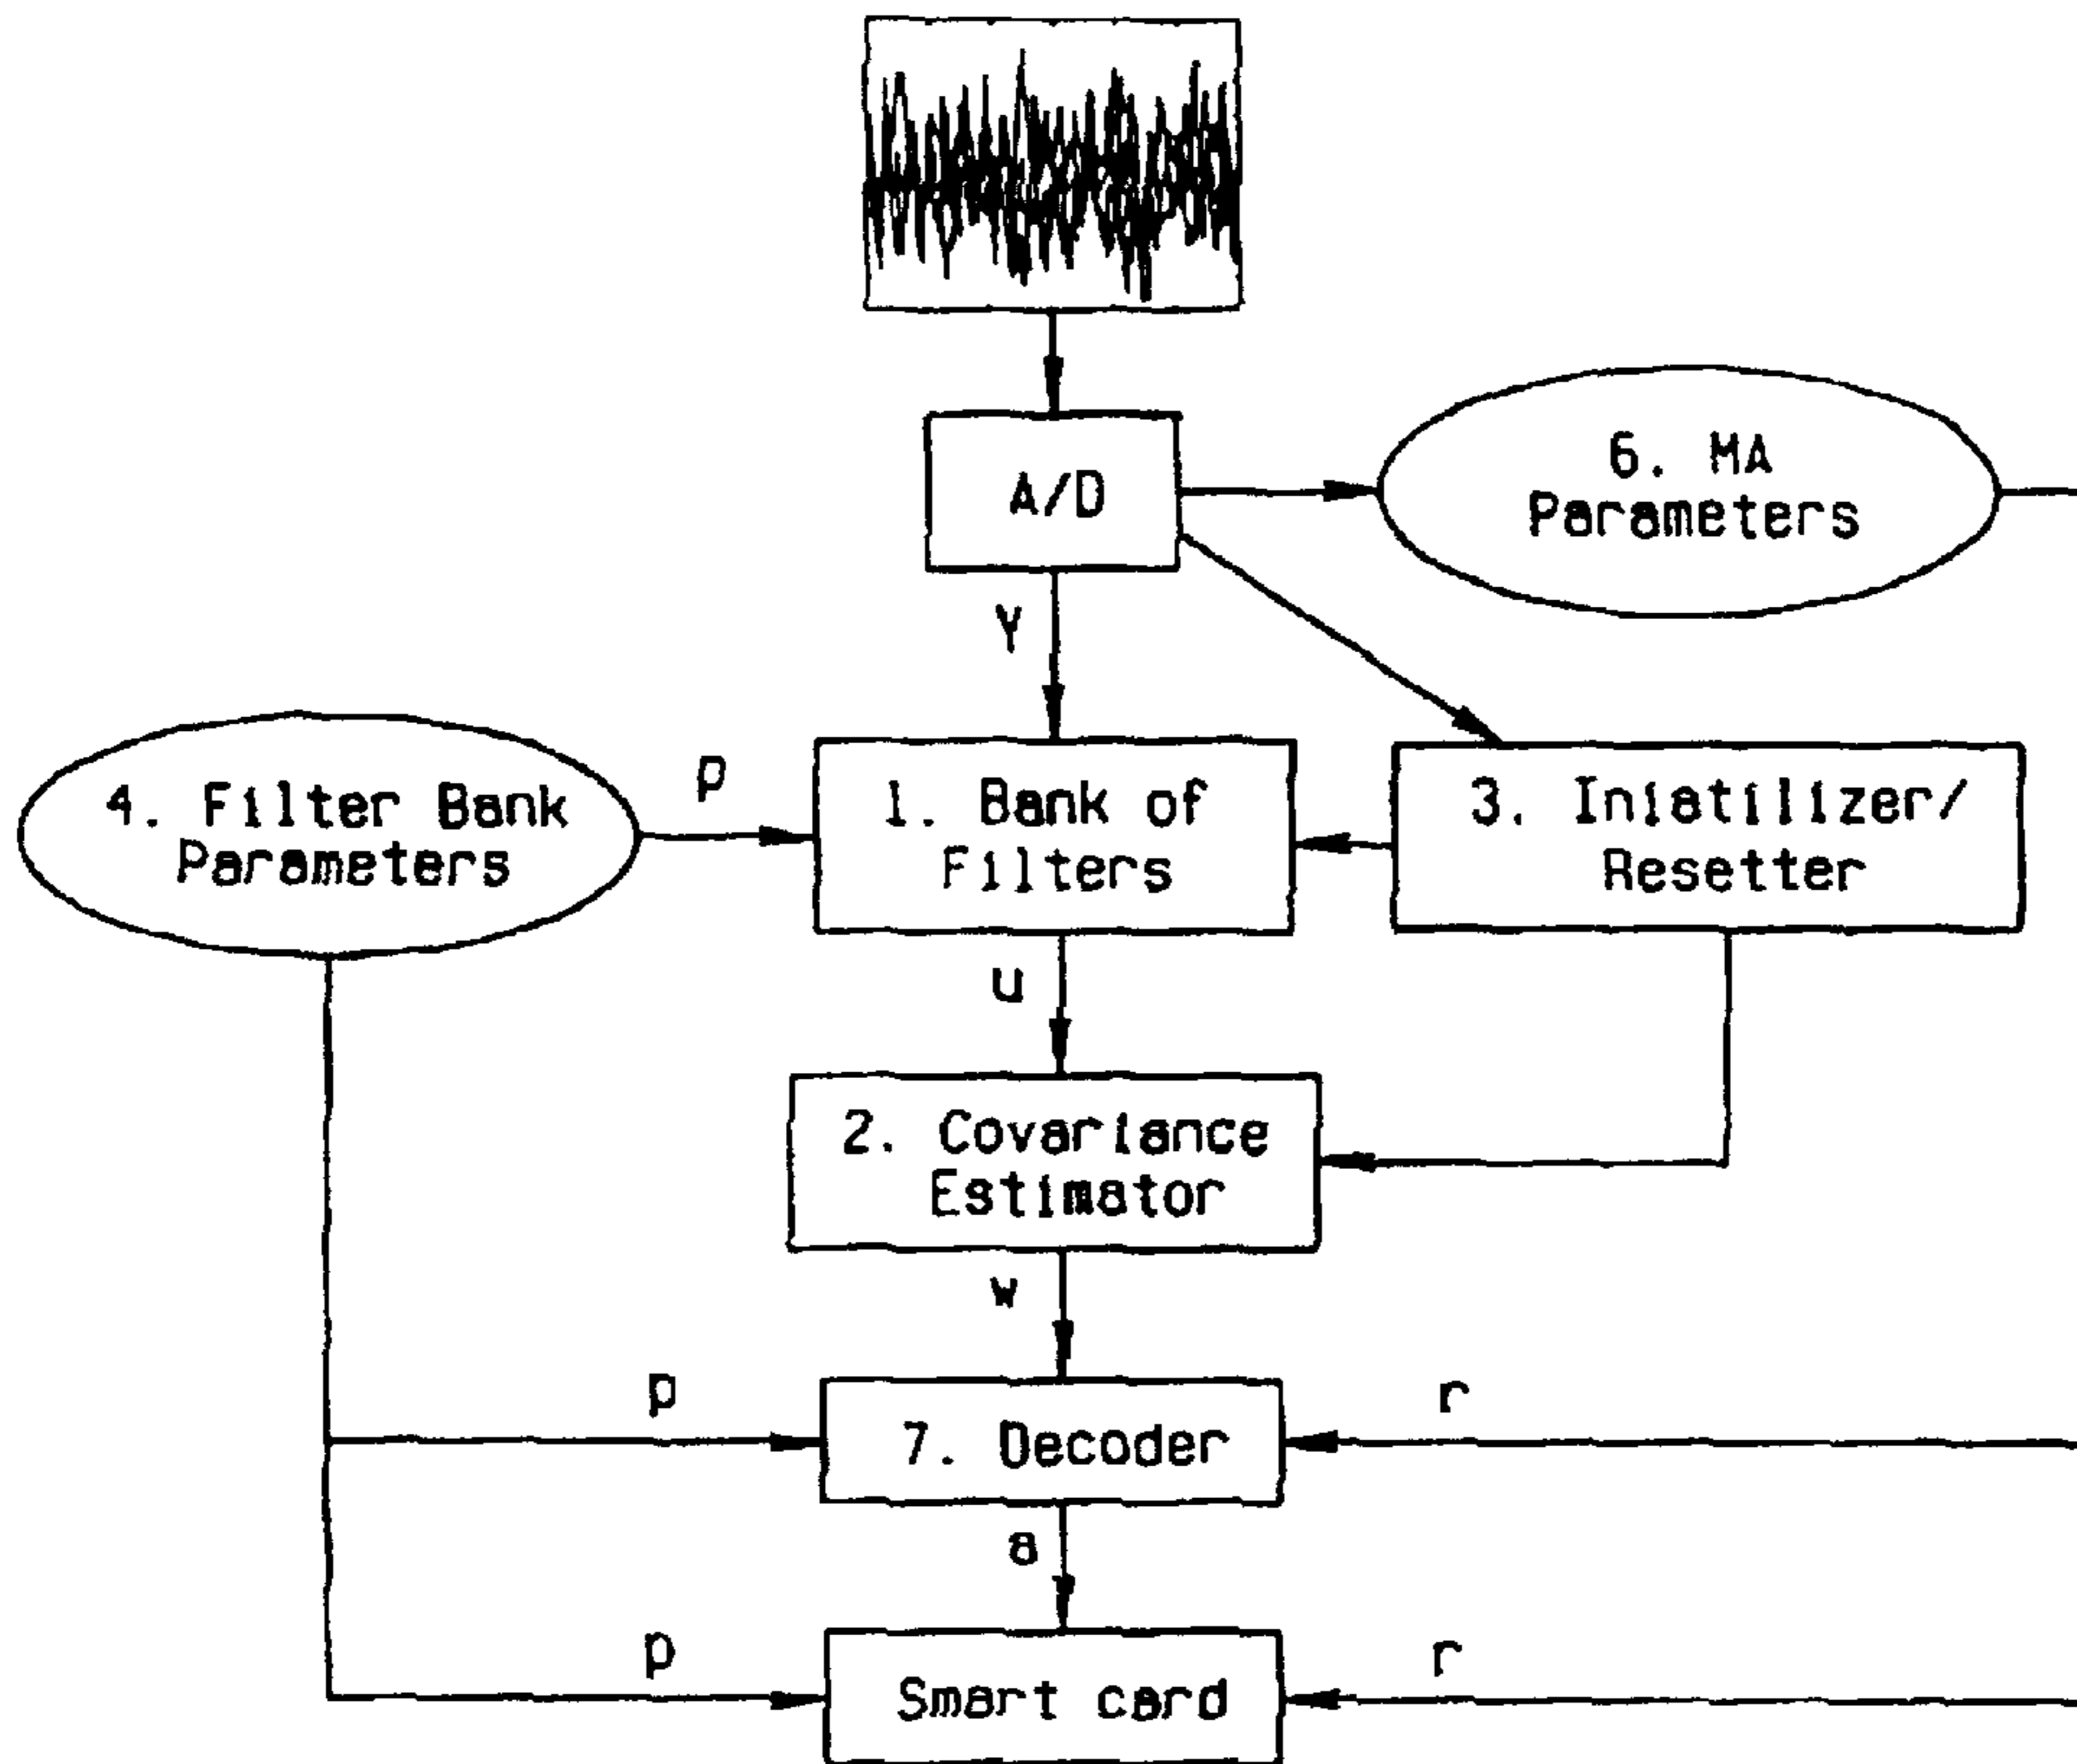 A/D
6. MA
Parameters
y
4. Filter Bank
Parameters
p
1. Bank of
Filters
3. Iniatilizer/
Resetter
u
2. Covariance
Estimator
w
p
7. Decoder
r
a
p
Smart card
r